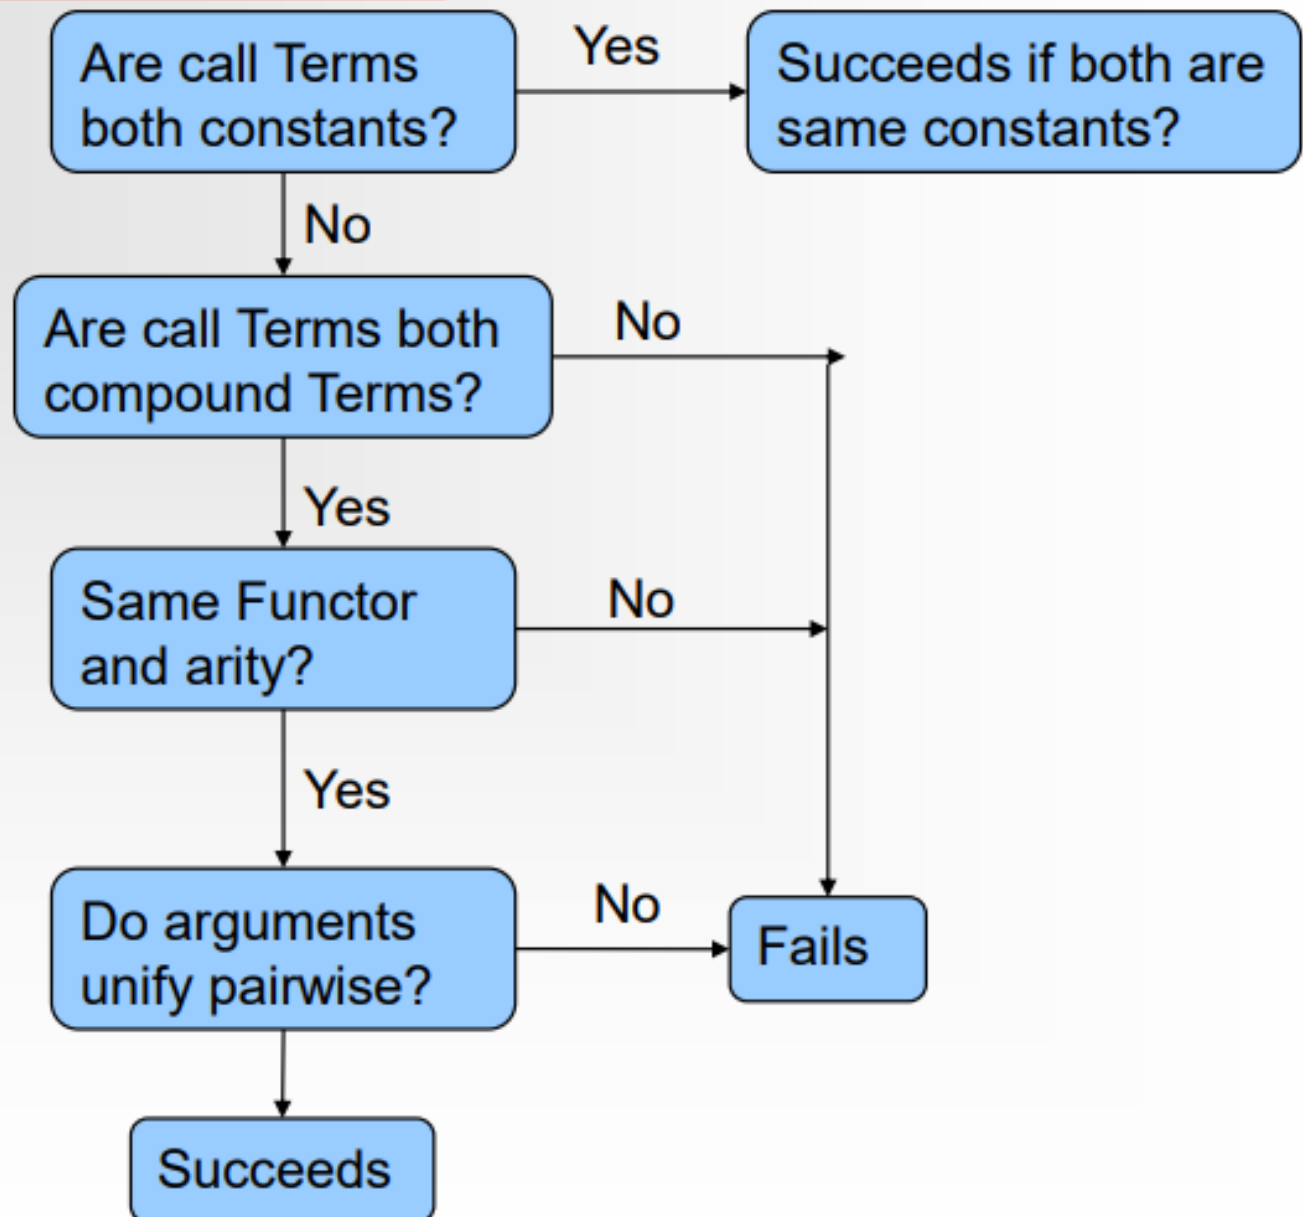 Are call Terms
both constants?
Yes
Succeeds if both are
same constants?
No
Are call Terms both
compound Terms?
No
Yes
Same Functor
and arity?
No
Yes
Do arguments
unify pairwise?
No
Fails
Succeeds